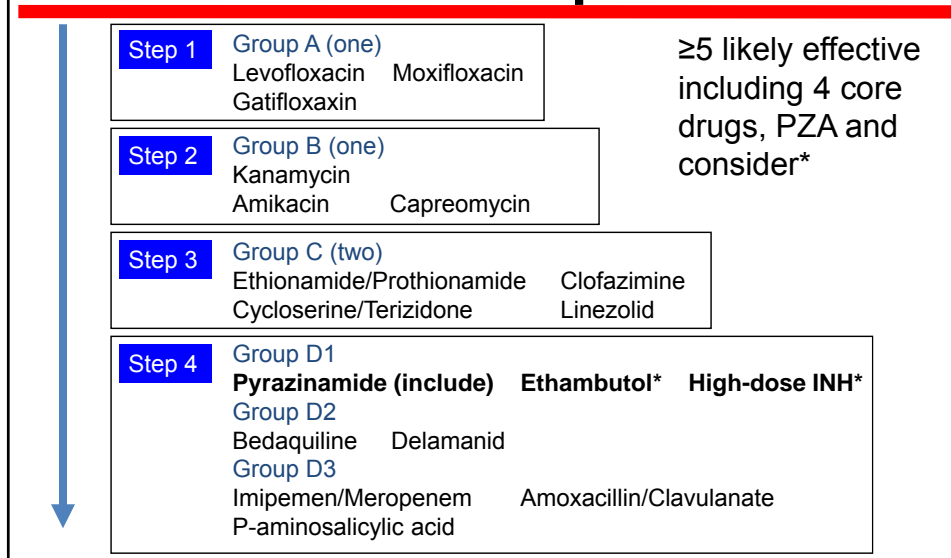 Step 1
Group A (one)
Levofloxacin Moxifloxacin
Gatifloxaxin
≥5 likely effective
including 4 core
drugs, PZA and
consider*
Step 2
Group B (one)
Kanamycin
Amikacin Capreomycin
Step 3
Group C (two)
Ethionamide/Prothionamide Clofazimine
Cycloserine/Terizidone Linezolid
Step 4
Group D1
Pyrazinamide (include) Ethambutol* High-dose INH*
Group D2
Bedaquiline Delamanid
Group D3
Imipemen/Meropenem Amoxacillin/Clavulanate
P-aminosalicylic acid